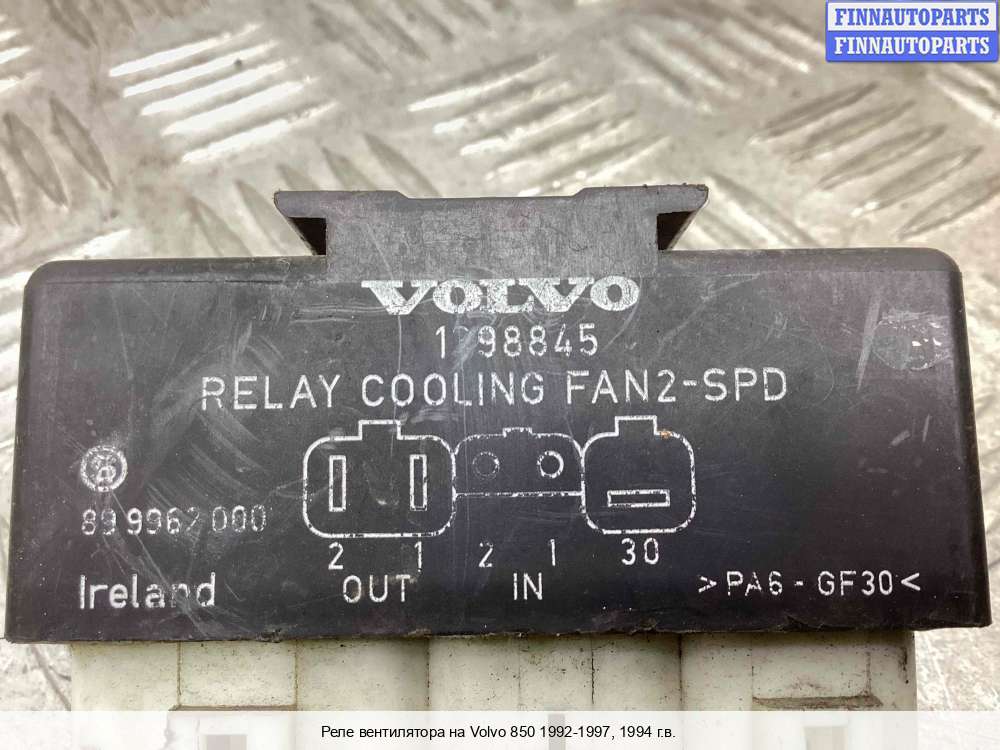 FINNAUTOPARTS
FINNAUTOPARTS
VOLVO
RELAY COOLING FAN2-SPD
89 9962 000
2 1 2 1 30
Ireland OUT IN >PA6-GF30<
Реле вентилятора на Volvo 850 1992-1997, 1994 г.в.